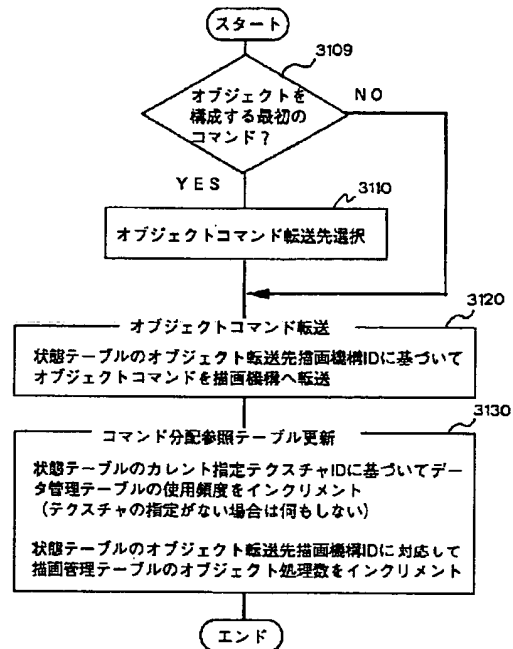 スタート
3109
オブジェクトを
構成する最初の
コマンド？
NO
YES
3110
オブジェクトコマンド転送先選択
3120
オブジェクトコマンド転送
状態テーブルのオブジェクト転送先描画機構IDに基づいて
オブジェクトコマンドを描画機構へ転送
3130
コマンド分配参照テーブル更新
状態テーブルのカレント指定テクスチャIDに基づいてデー
タ管理テーブルの使用頻度をインクリメント
（テクスチャの指定がない場合は何もしない）
状態テーブルのオブジェクト転送先描画機構IDに対応して
描画管理テーブルのオブジェクト処理数をインクリメント
エンド